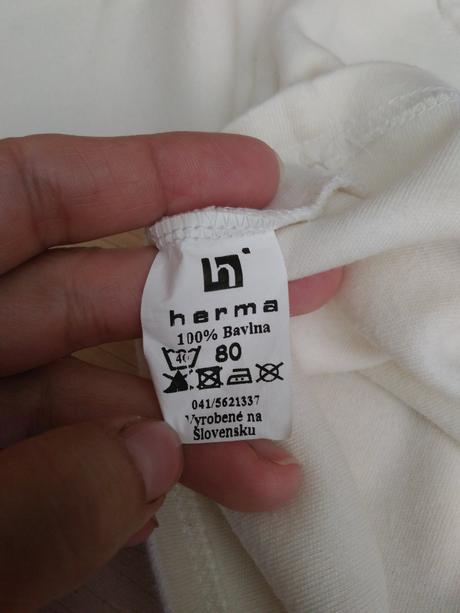 h
herma
100% Bavlna
40 80
041/5621337
Vyrobené na
Slovensku